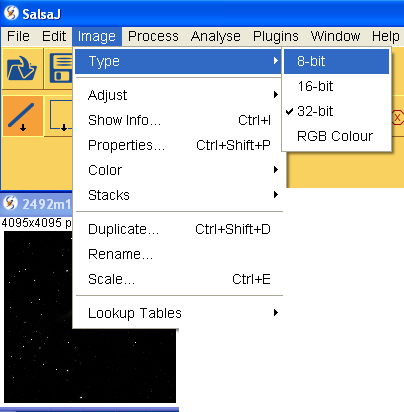 SalsaJ
File Edit Image Process Analyse Plugins Window Help
Type
8-bit
16-bit
32-bit
RGB Colour
Adjust
Show Info... Ctrl+I
Properties... Ctrl+Shift+P
Color
Stacks
Duplicate... Ctrl+Shift+D
Rename...
Scale... Ctrl+E
Lookup Tables
2492m1
4095x4095 p